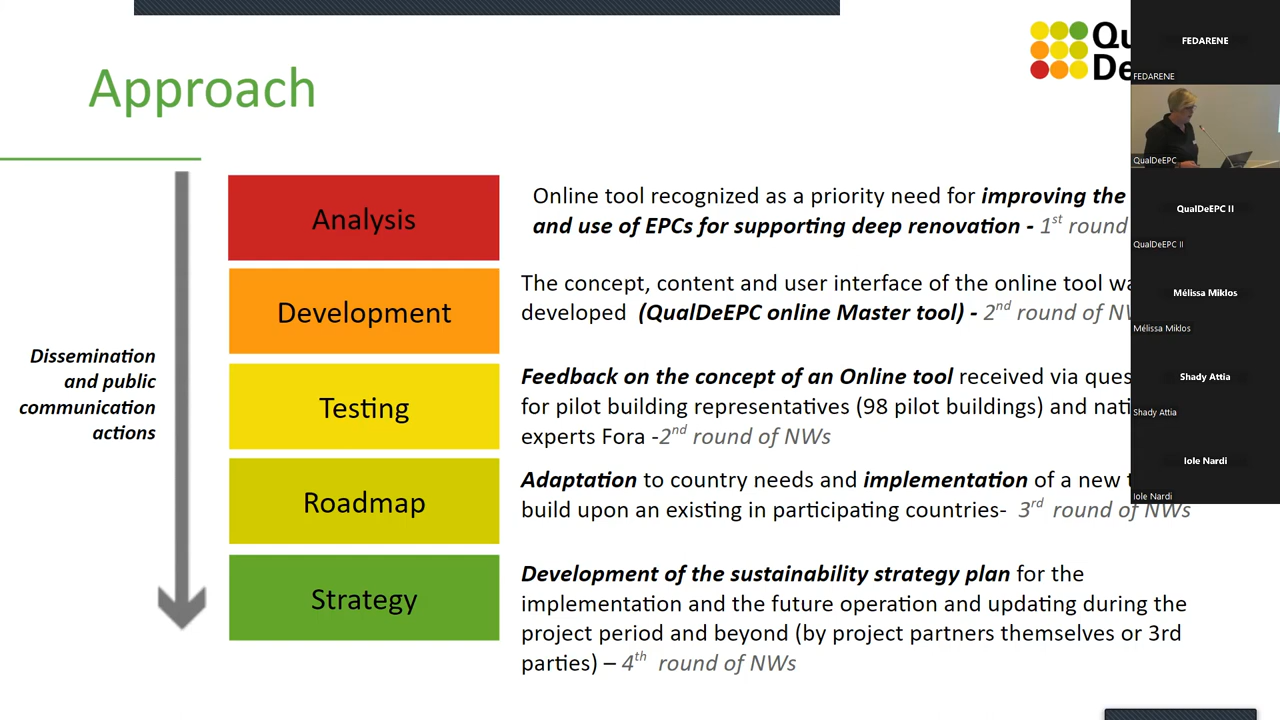 Approach
Qu
De
Analysis
Online tool recognized as a priority need for improving the
and use of EPCs for supporting deep renovation - 1st round
Development
The concept, content and user interface of the online tool
developed (QualDeEPC online Master tool) - 2nd round of
Dissemination
and public
communication
actions
Testing
Feedback on the concept of an Online tool received via
for pilot building representatives (98 pilot buildings) and
experts Fora -2nd round of NWs
Roadmap
Adaptation to country needs and implementation of a new
build upon an existing in participating countries- 3rd round of NWs
Strategy
Development of the sustainability strategy plan for the
implementation and the future operation and updating during the
project period and beyond (by project partners themselves or 3rd
parties) – 4th round of NWs
FEDARENE
FEDARENE
QualDeEPC
QualDeEPC II
QualDeEPC II
Mélissa Miklos
Mélissa Miklos
Shady Attia
Shady Attia
Iole Nardi
Iole Nardi